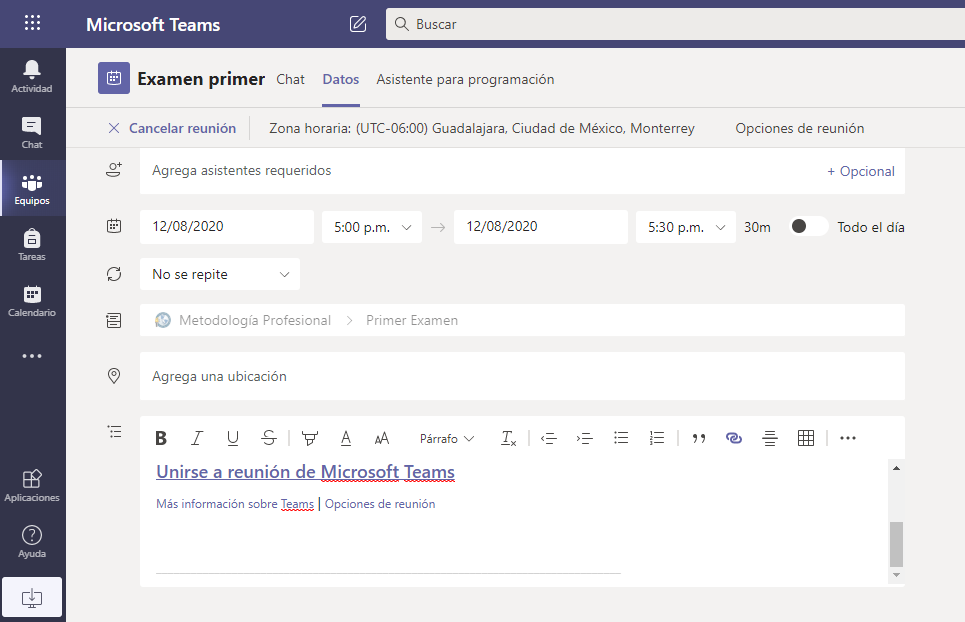 Microsoft Teams
Buscar
Actividad
Chat
Equipos
Tareas
Calendario
Aplicaciones
Ayuda
Examen primer Chat Datos Asistente para programación
Cancelar reunión Zona horaria: (UTC-06:00) Guadalajara, Ciudad de México, Monterrey Opciones de reunión
Agrega asistentes requeridos + Opcional
12/08/2020 5:00 p.m. → 12/08/2020 5:30 p.m. 30m Todo el día
No se repite
Metodología Profesional > Primer Examen
Agrega una ubicación
B I U S A AA Párrafo Ix
Unirse a reunión de Microsoft Teams
Más información sobre Teams | Opciones de reunión